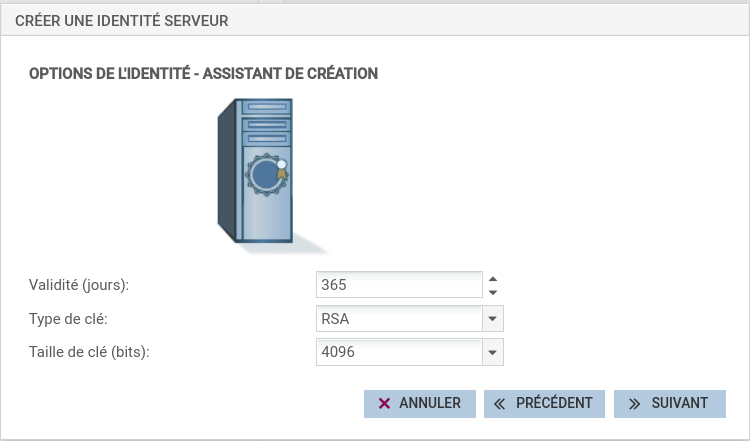 CRÉER UNE IDENTITÉ SERVEUR
OPTIONS DE L'IDENTITÉ - ASSISTANT DE CRÉATION
Validité (jours): 365
Type de clé: RSA
Taille de clé (bits): 4096
ANNULER PRÉCÉDENT SUIVANT